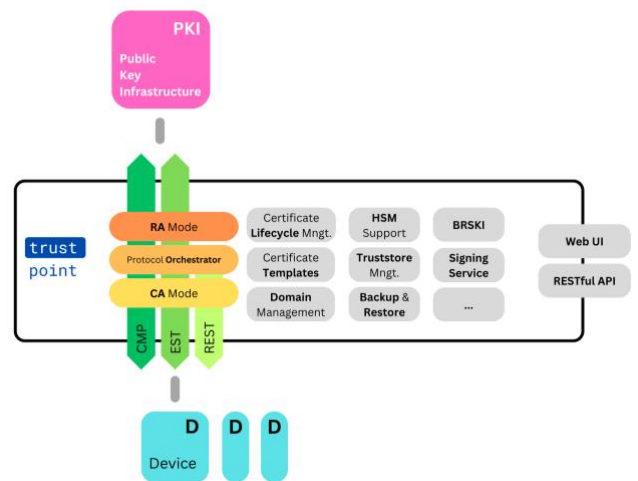 PKI
Public
Key
Infrastructure
trust
point
RA Mode
Protocol Orchestrator
CA Mode
CMP
EST
REST
Certificate
Lifecycle Mngt.
HSM
Support
BRSKI
Certificate
Templates
Truststore
Mngt.
Signing
Service
Domain
Management
Backup &
Restore
...
Web UI
RESTful API
D
Device
D
D